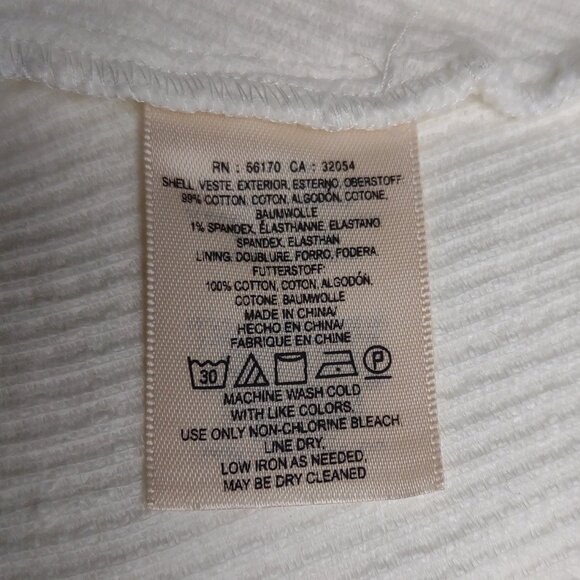 RN : 66170 CA : 32054
SHELL, VESTE, EXTERIOR, ESTERNO, OBERSTOFF:
99% COTTON, COTON, ALGODÓN, COTONE,
BAUMWOLLE
1% SPANDEX, ÉLASTHANNE, ELASTANO
SPANDEX, ELASTHAN
LINING, DOUBLURE, FORRO, FODERA,
FUTTERSTOFF:
100% COTTON, COTON, ALGODÓN,
COTONE, BAUMWOLLE
MADE IN CHINA/
HECHO EN CHINA/
FABRIQUE EN CHINE
30 P
MACHINE WASH COLD
WITH LIKE COLORS.
USE ONLY NON-CHLORINE BLEACH
LINE DRY.
LOW IRON AS NEEDED.
MAY BE DRY CLEANED